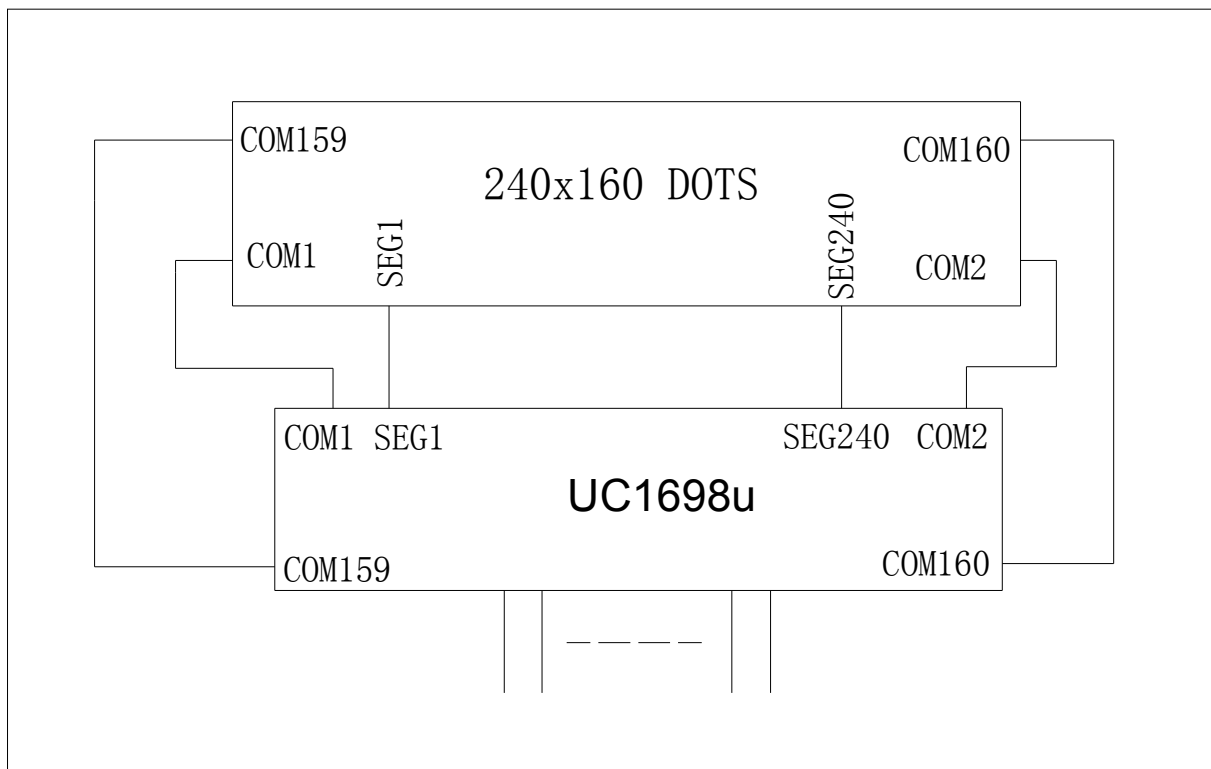 COM159
COM160
240x160 DOTS
COM1
SEG1
SEG240
COM2
COM1 SEG1
SEG240 COM2
UC1698u
COM159
COM160